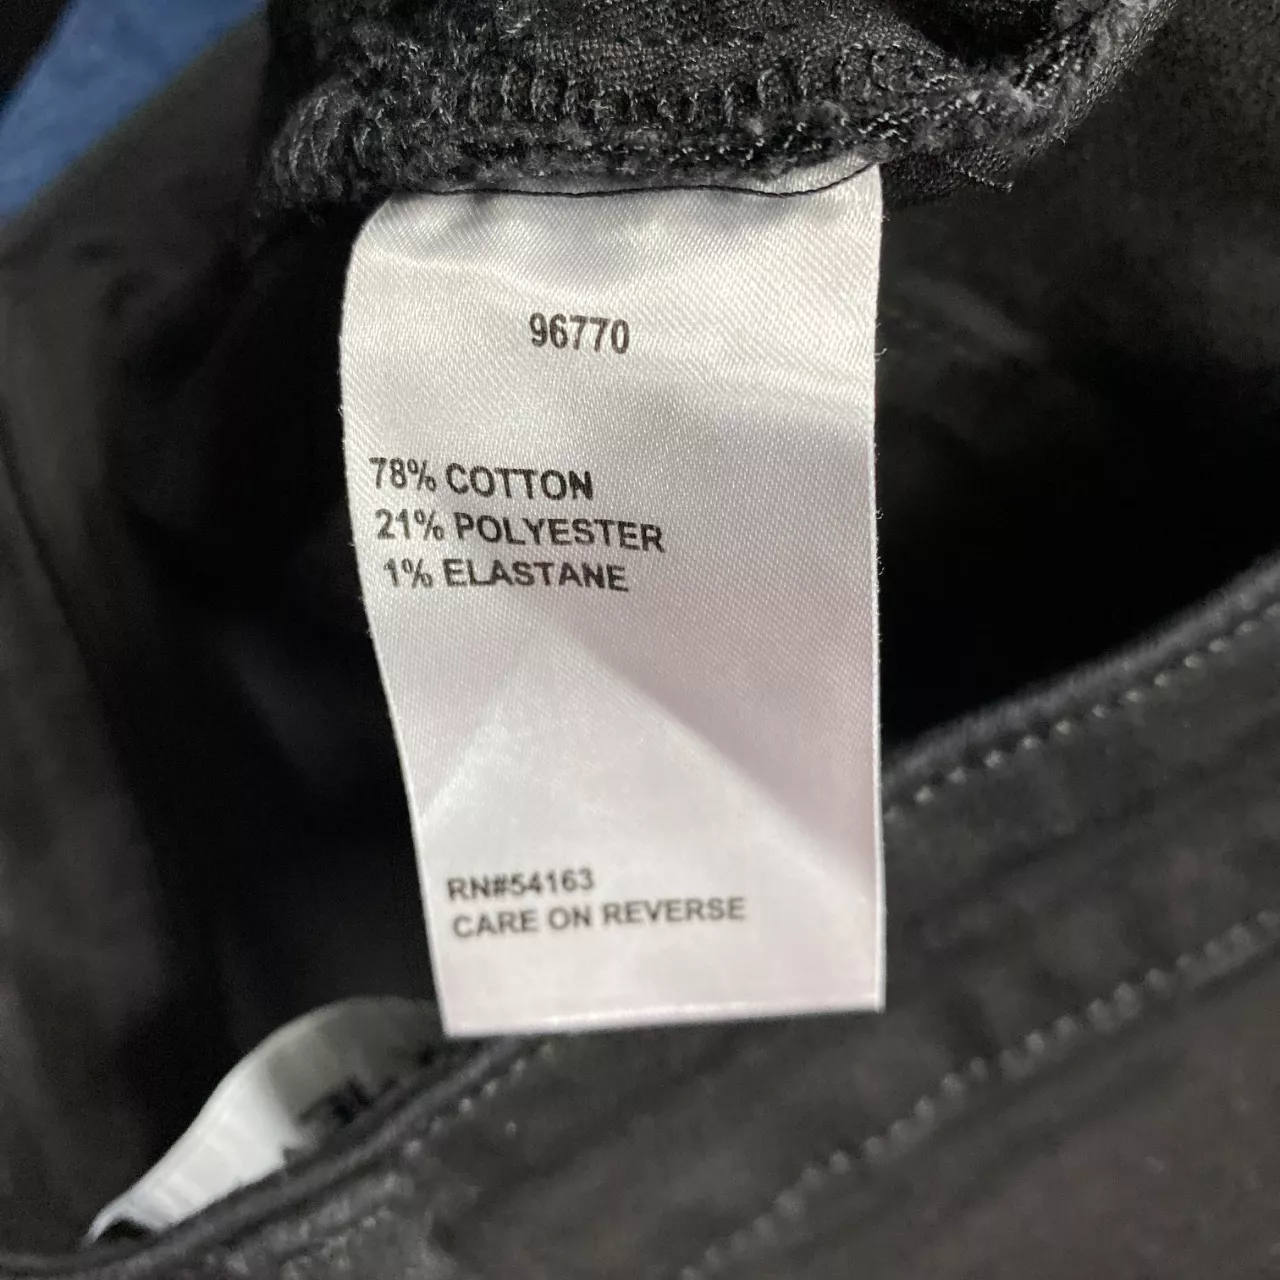 96770
78% COTTON
21% POLYESTER
1% ELASTANE
RN#54163
CARE ON REVERSE